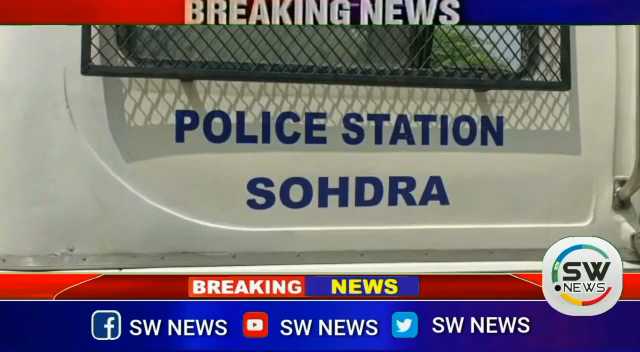 BREAKING NEWS
POLICE STATION
SOHDRA
SW
NEWS
BREAKING NEWS
SW NEWS SW NEWS SW NEWS